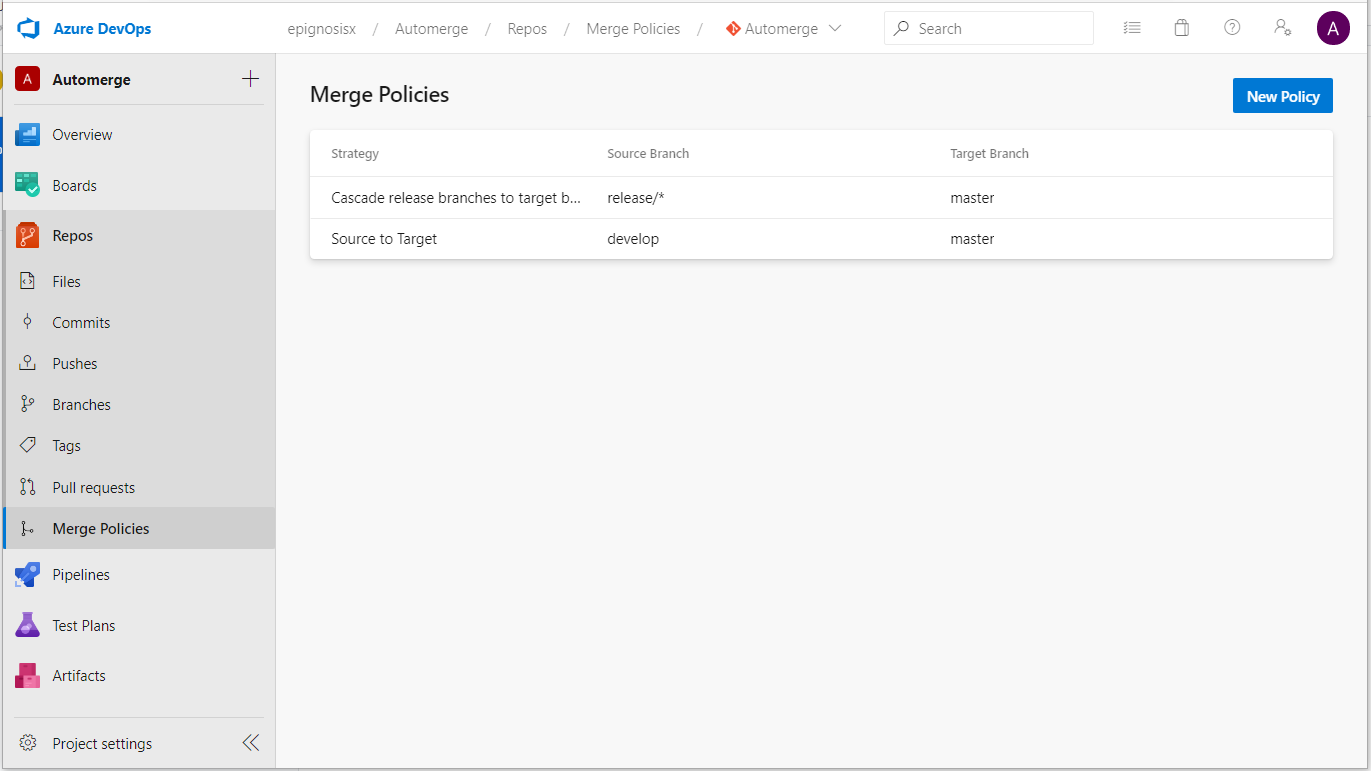 Azure DevOps
epignosisx / Automerge / Repos / Merge Policies / Automerge
Search
A
A Automerge
Overview
Boards
Repos
Files
Commits
Pushes
Branches
Tags
Pull requests
Merge Policies
Pipelines
Test Plans
Artifacts
Project settings
Merge Policies
New Policy
Strategy Source Branch Target Branch
Cascade release branches to target b... release/* master
Source to Target develop master